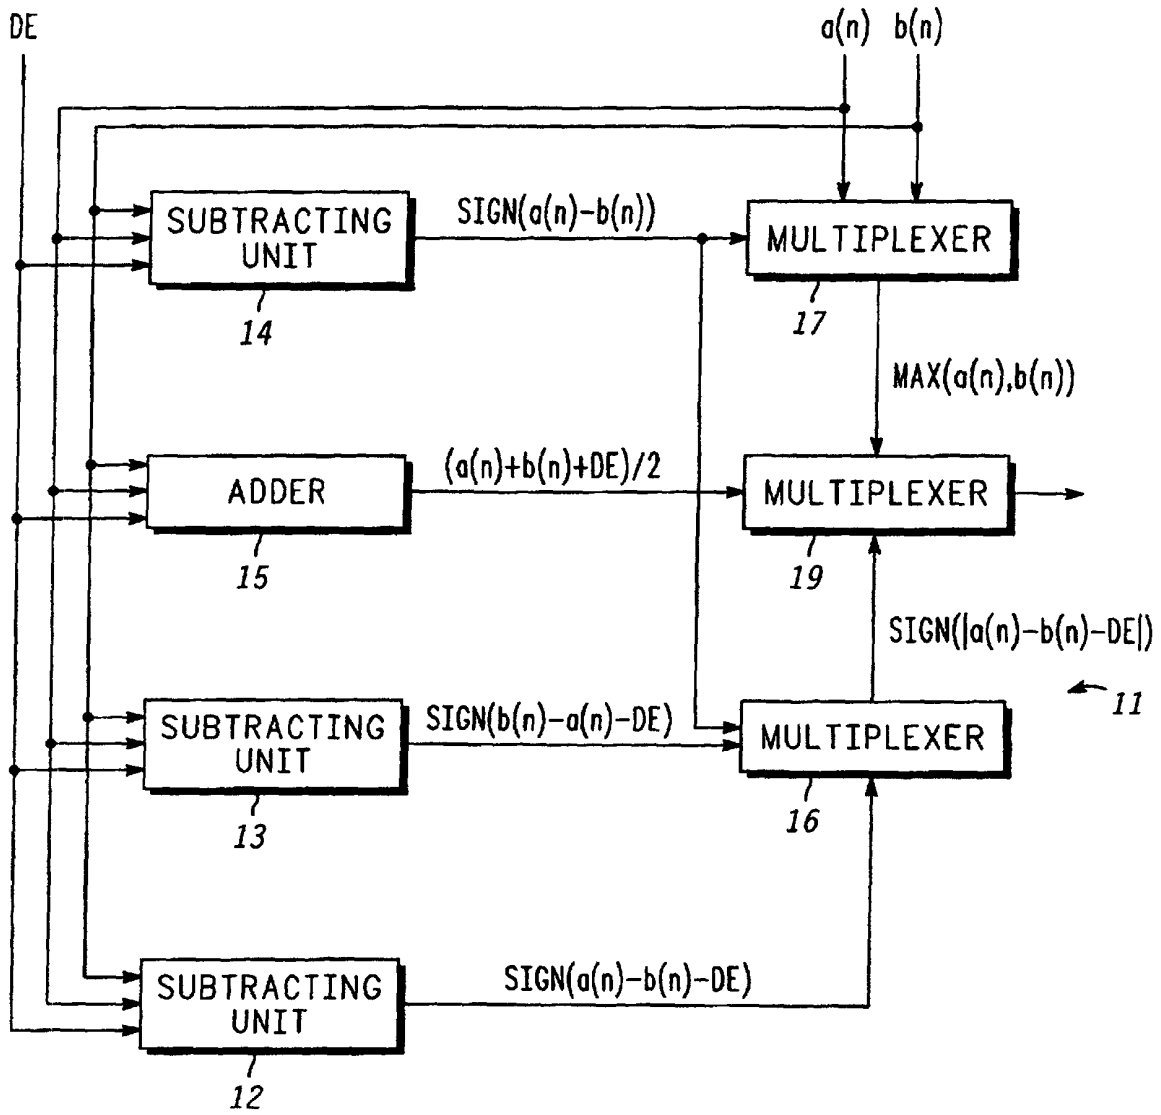 DE
a(n) b(n)
SUBTRACTING
UNIT
14
SIGN(a(n)-b(n))
MULTIPLEXER
17
MAX(a(n),b(n))
ADDER
15
(a(n)+b(n)+DE)/2
MULTIPLEXER
19
SIGN(|a(n)-b(n)-DE|)
11
SUBTRACTING
UNIT
13
SIGN(b(n)-a(n)-DE)
MULTIPLEXER
16
SUBTRACTING
UNIT
12
SIGN(a(n)-b(n)-DE)